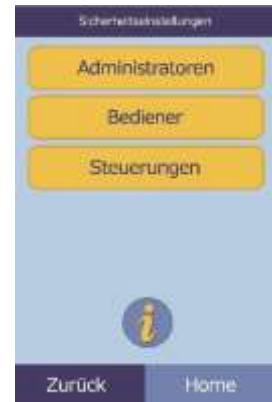 Sicherheitseinstellungen
Administratoren
Bediener
Steuerungen
i
Zurück
Home